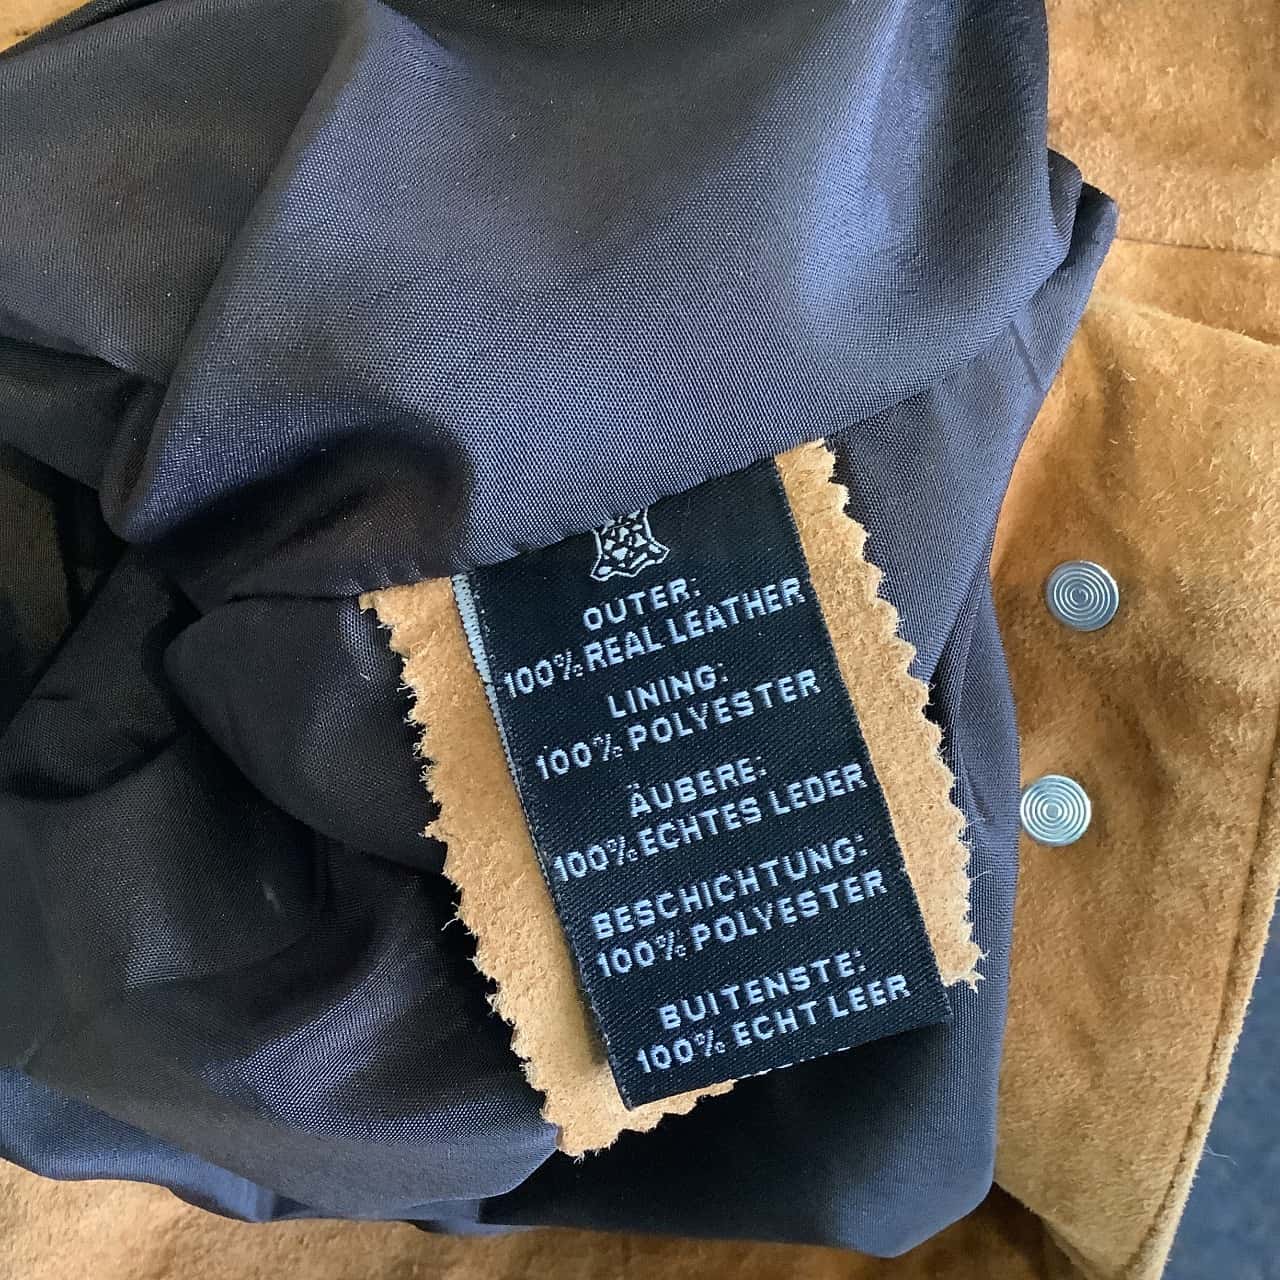 OUTER:
100% REAL LEATHER
LINING:
100% POLYESTER
ÄUBERE:
100% ECHTES LEDER
BESCHICHTUNG:
100% POLYESTER
BUITENSTE:
100% ECHT LEER